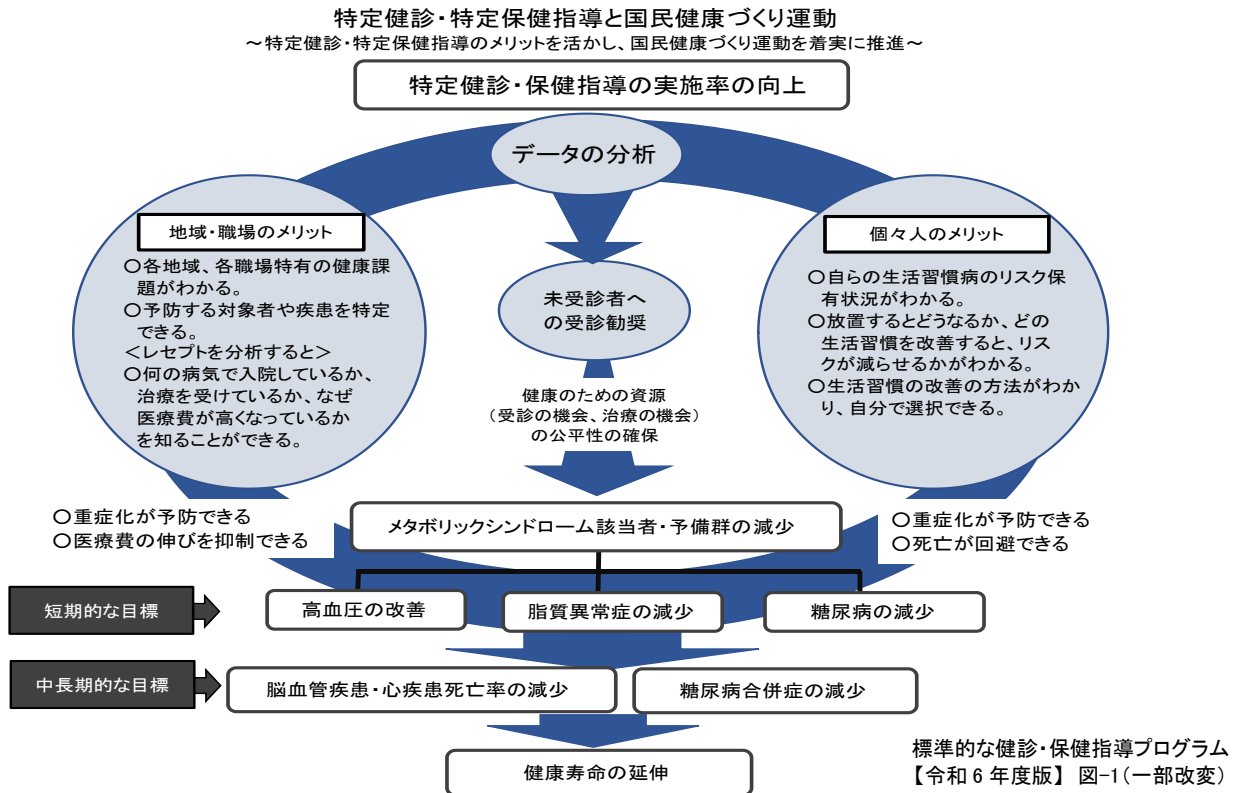 特定健診・特定保健指導と国民健康づくり運動
～特定健診・特定保健指導のメリットを活かし、国民健康づくり運動を着実に推進～
特定健診・保健指導の実施率の向上
データの分析
地域・職場のメリット
〇各地域、各職場特有の健康課
題がわかる。
〇予防する対象者や疾患を特定
できる。
＜レセプトを分析すると＞
〇何の病気で入院しているか、
治療を受けているか、なぜ
医療費が高くなっているか
を知ることができる。
未受診者へ
の受診勧奨
健康のための資源
（受診の機会、治療の機会）
の公平性の確保
個々人のメリット
〇自らの生活習慣病のリスク保
有状況がわかる。
〇放置するとどうなるか、どの
生活習慣を改善すると、リス
クが減らせるかがわかる。
〇生活習慣の改善の方法がわか
り、自分で選択できる。
〇重症化が予防できる
〇医療費の伸びを抑制できる
メタボリックシンドローム該当者・予備群の減少
〇重症化が予防できる
〇死亡が回避できる
短期的な目標
高血圧の改善
脂質異常症の減少
糖尿病の減少
中長期的な目標
脳血管疾患・心疾患死亡率の減少
糖尿病合併症の減少
健康寿命の延伸
標準的な健診・保健指導プログラム
【令和6年度版】 図-1（一部改変）